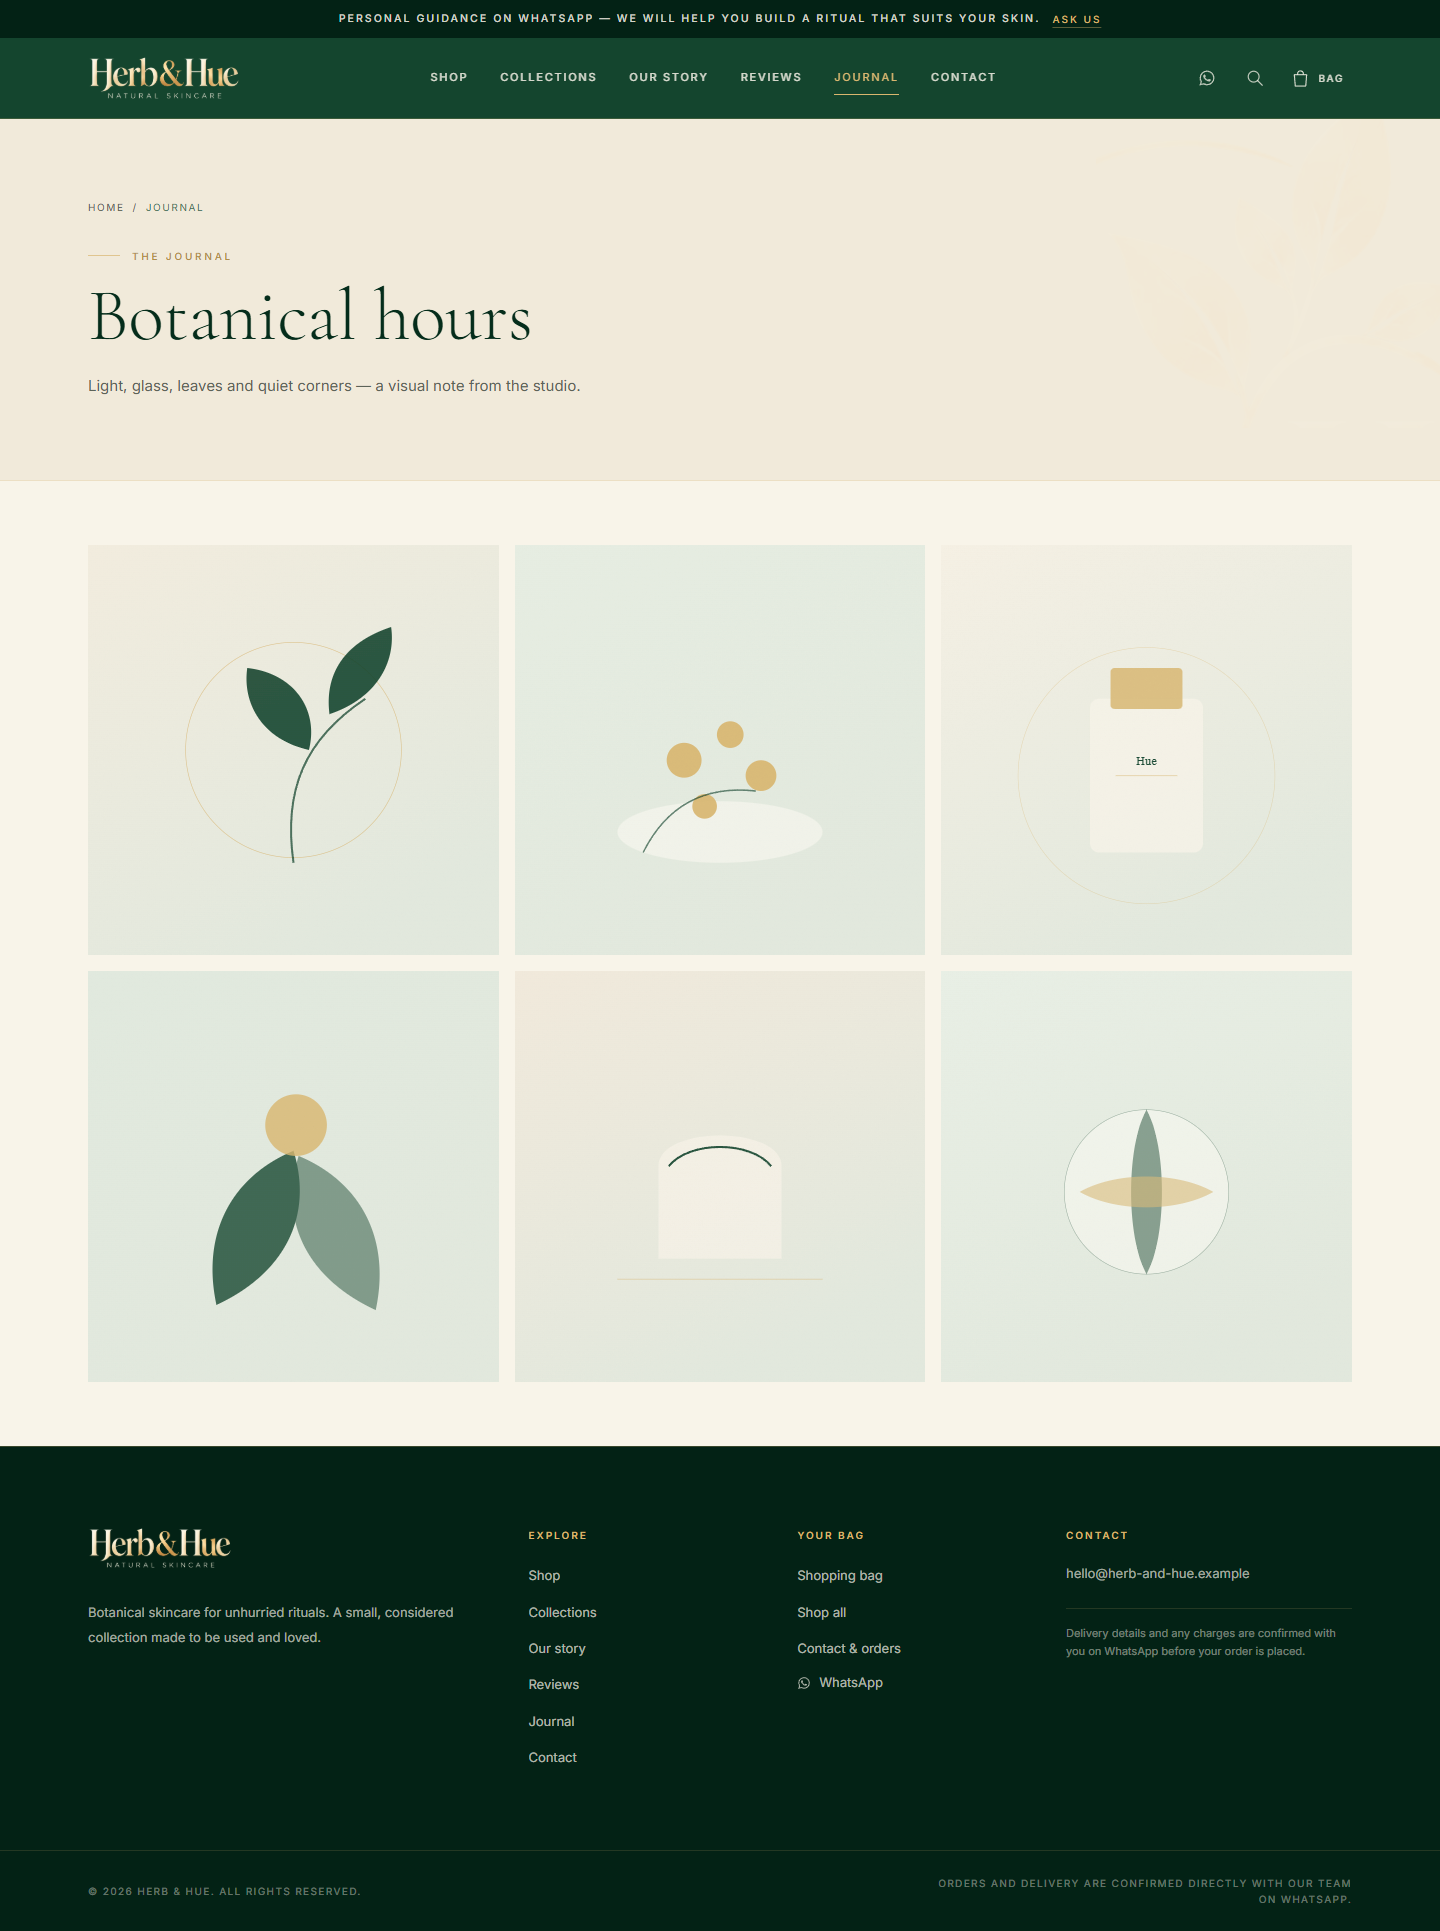 PERSONAL GUIDANCE ON WHATSAPP — WE WILL HELP YOU BUILD A RITUAL THAT SUITS YOUR SKIN. ASK US
Herb&Hue
NATURAL SKINCARE
SHOP COLLECTIONS OUR STORY REVIEWS JOURNAL CONTACT BAG
HOME / JOURNAL
THE JOURNAL
Botanical hours
Light, glass, leaves and quiet corners — a visual note from the studio.
Hue
Herb&Hue
NATURAL SKINCARE
Botanical skincare for unhurried rituals. A small, considered
collection made to be used and loved.
EXPLORE
Shop
Collections
Our story
Reviews
Journal
Contact
YOUR BAG
Shopping bag
Shop all
Contact & orders
WhatsApp
CONTACT
hello@herb-and-hue.example
Delivery details and any charges are confirmed with
you on WhatsApp before your order is placed.
© 2026 HERB & HUE. ALL RIGHTS RESERVED.
ORDERS AND DELIVERY ARE CONFIRMED DIRECTLY WITH OUR TEAM
ON WHATSAPP.